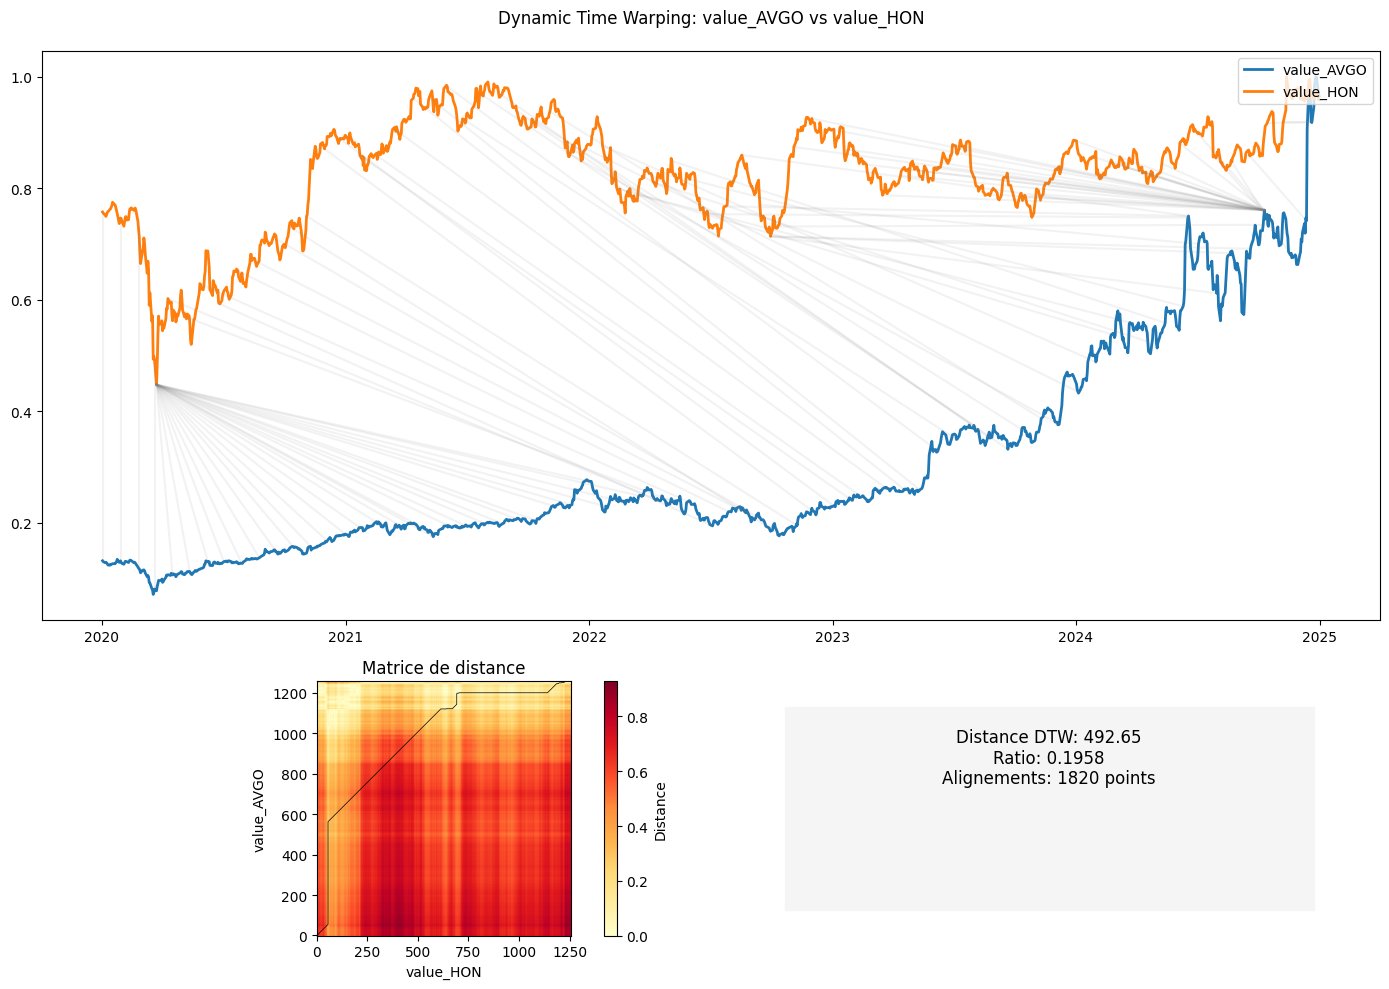 Dynamic Time Warping: value_AVGO vs value_HON
value_AVGO
value_HON
1.0
0.8
0.6
0.4
0.2
2020 2021 2022 2023 2024 2025
Matrice de distance
value_AVGO
1200
1000
800
600
400
200
0
0 250 500 750 1000 1250
value_HON
0.8
0.6
0.4
0.2
0.0
Distance
Distance DTW: 492.65
Ratio: 0.1958
Alignements: 1820 points